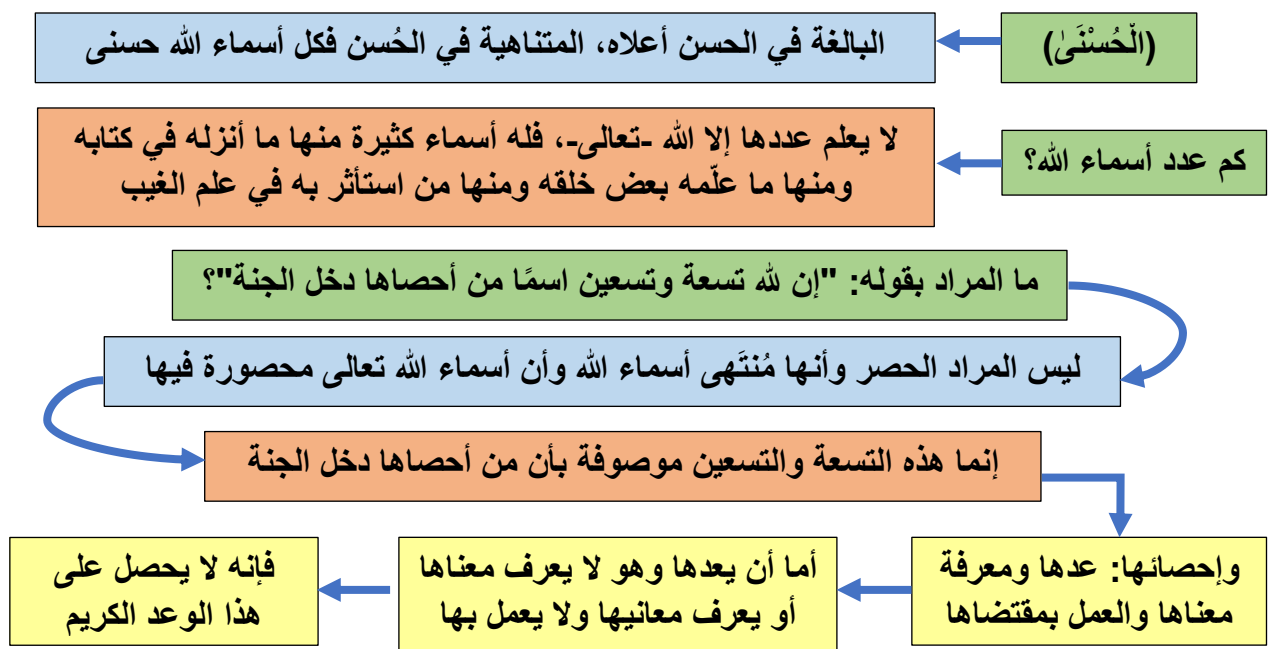 (الْحُسْنَىٰ)
البالغة في الحسن أعلاه، المتناهية في الحُسن فكل أسماء الله حسنى
كم عدد أسماء الله؟
لا يعلم عددها إلا الله -تعالى-، فله أسماء كثيرة منها ما أنزله في كتابه
ومنها ما علّمه بعض خلقه ومنها من استأثر به في علم الغيب
ما المراد بقوله: "إن لله تسعة وتسعين اسمًا من أحصاها دخل الجنة"؟
ليس المراد الحصر وأنها مُنتَهى أسماء الله وأن أسماء الله تعالى محصورة فيها
إنما هذه التسعة والتسعين موصوفة بأن من أحصاها دخل الجنة
وإحصائها: عدها ومعرفة
معناها والعمل بمقتضاها
أما أن يعدها وهو لا يعرف معناها
أو يعرف معانيها ولا يعمل بها
فإنه لا يحصل على
هذا الوعد الكريم